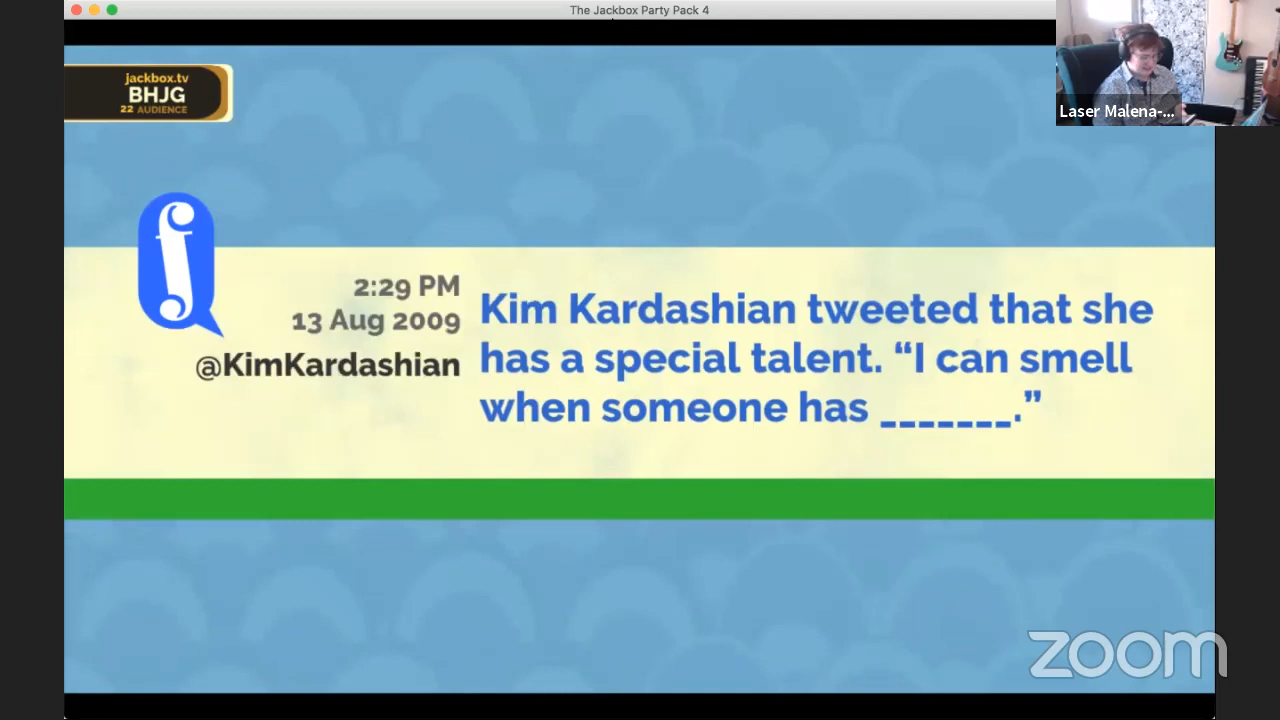 The Jackbox Party Pack 4
jackbox.tv
BHJG
22 AUDIENCE
Laser Malena-...
f
2:29 PM
13 Aug 2009
@KimKardashian
Kim Kardashian tweeted that she
has a special talent. “I can smell
when someone has _______.”
zoom